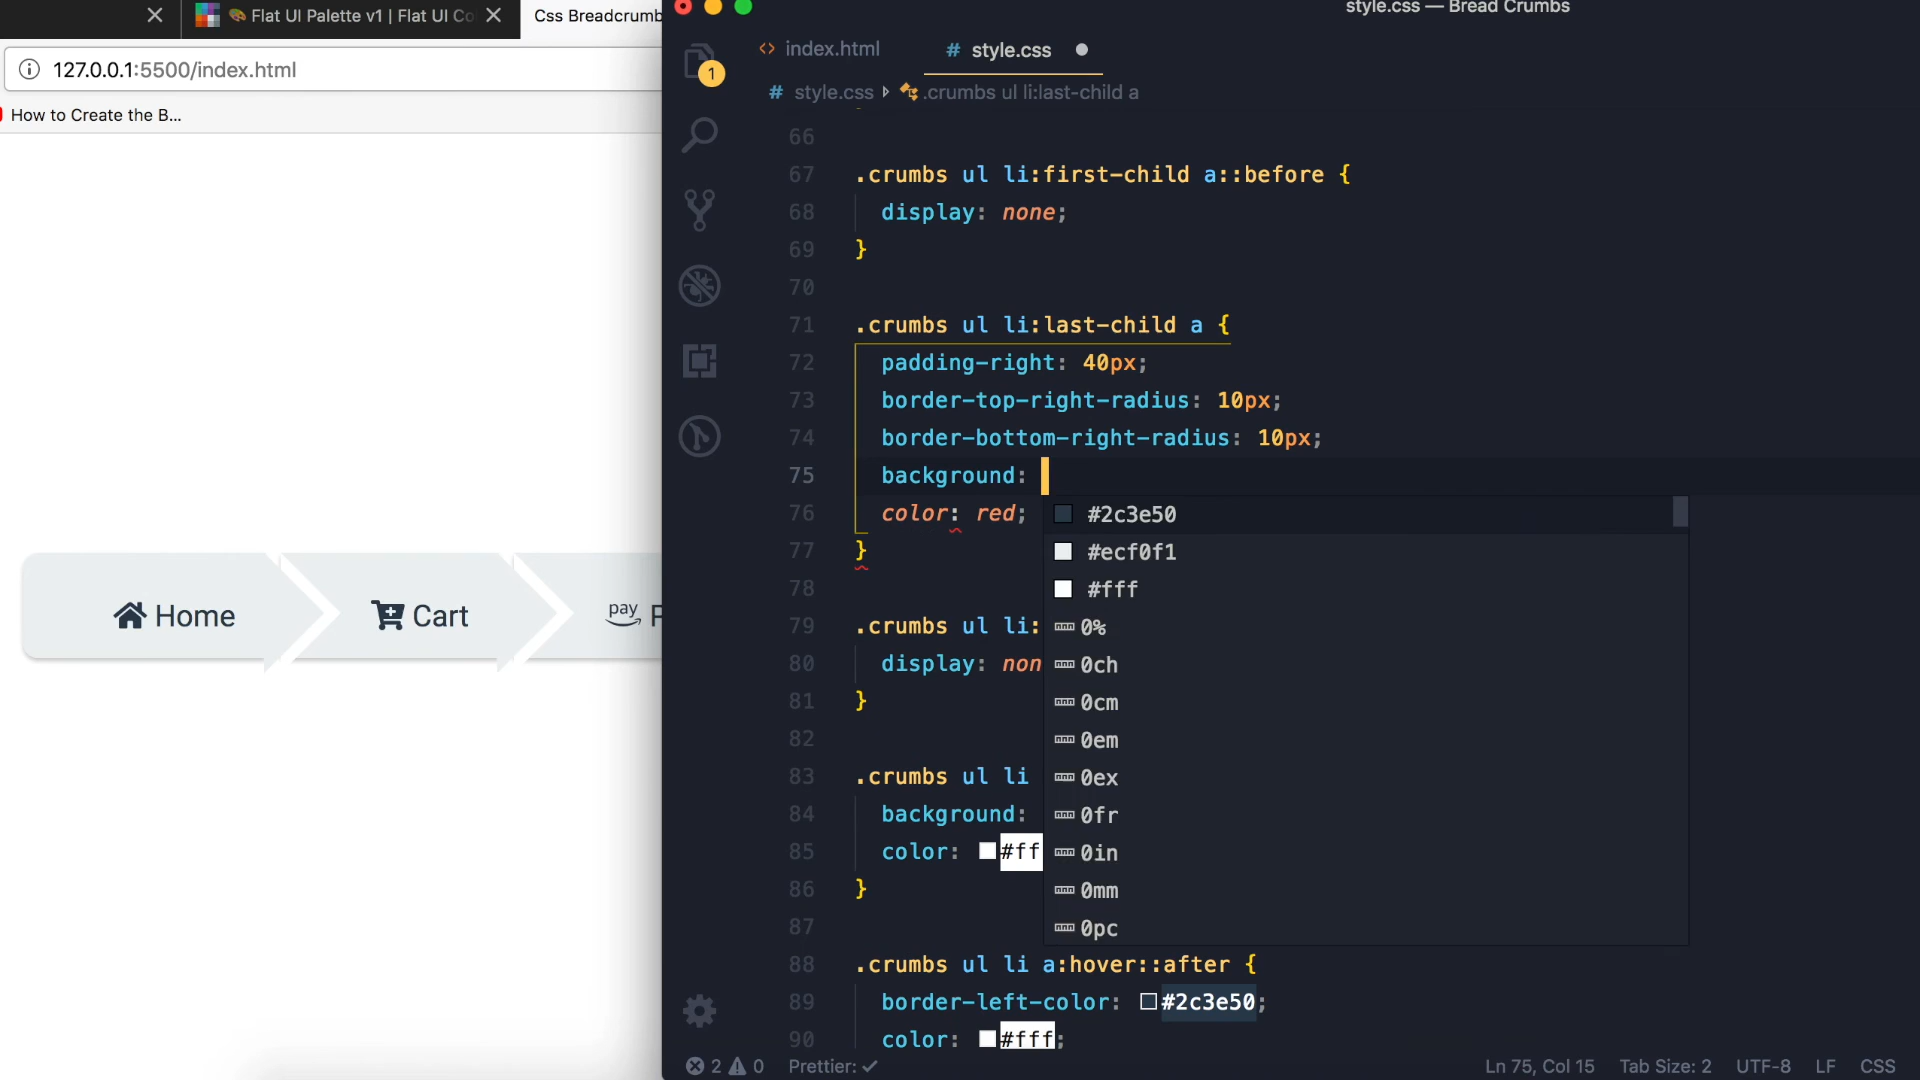 Flat UI Palette v1 | Flat UI Co
Css Breadcrumb
127.0.0.1:5500/index.html
How to Create the B...
Home
Cart
pay
style.css — Bread Crumbs
1
<> index.html
# style.css
# style.css .crumbs ul li:last-child a
66
67 .crumbs ul li:first-child a::before {
68 display: none;
69 }
70
71 .crumbs ul li:last-child a {
72 padding-right: 40px;
73 border-top-right-radius: 10px;
74 border-bottom-right-radius: 10px;
75 background:
76 color: red;
77 }
78
79 .crumbs ul li:
80 display: non
81 }
82
83 .crumbs ul li
84 background:
85 color: #ff
86 }
87
88 .crumbs ul li a:hover::after {
89 border-left-color: #2c3e50;
90 color: #fff;
#2c3e50
#ecf0f1
#fff
0%
0ch
0cm
0em
0ex
0fr
0in
0mm
0pc
2 0 Prettier: ✓
Ln 75, Col 15 Tab Size: 2 UTF-8 LF CSS